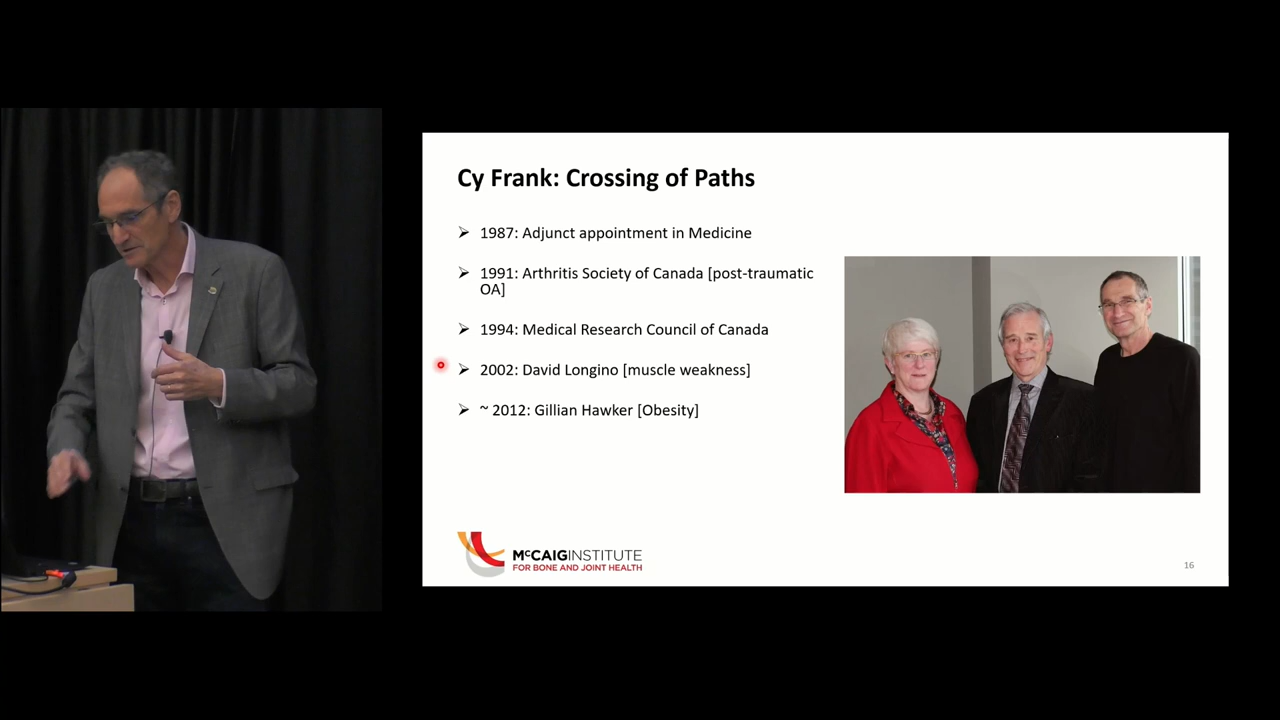 Cy Frank: Crossing of Paths
1987: Adjunct appointment in Medicine
1991: Arthritis Society of Canada [post-traumatic
OA]
1994: Medical Research Council of Canada
2002: David Longino [muscle weakness]
~ 2012: Gillian Hawker [Obesity]
McCAIGINSTITUTE
FOR BONE AND JOINT HEALTH
16